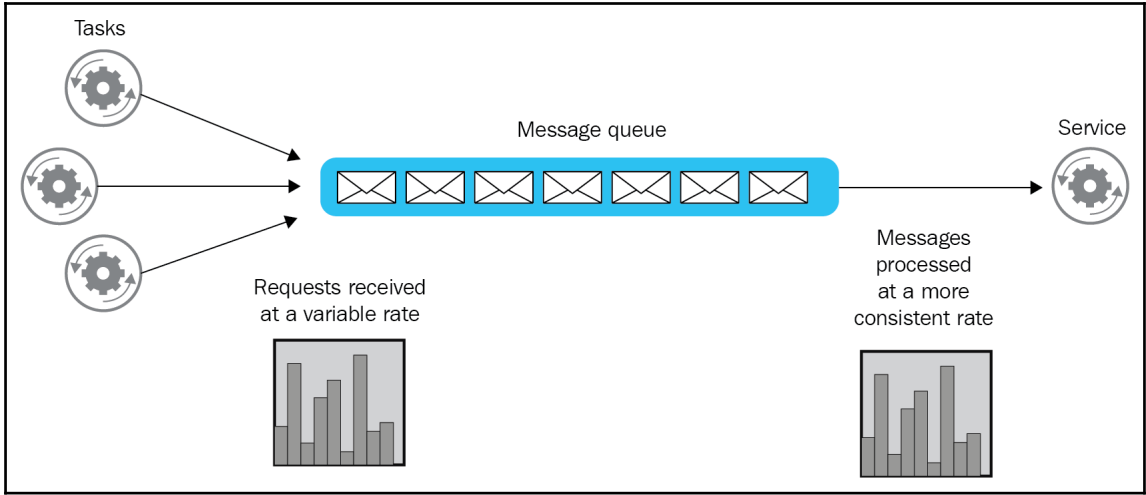 Tasks
Message queue
Service
Requests received
at a variable rate
Messages
processed
at a more
consistent rate